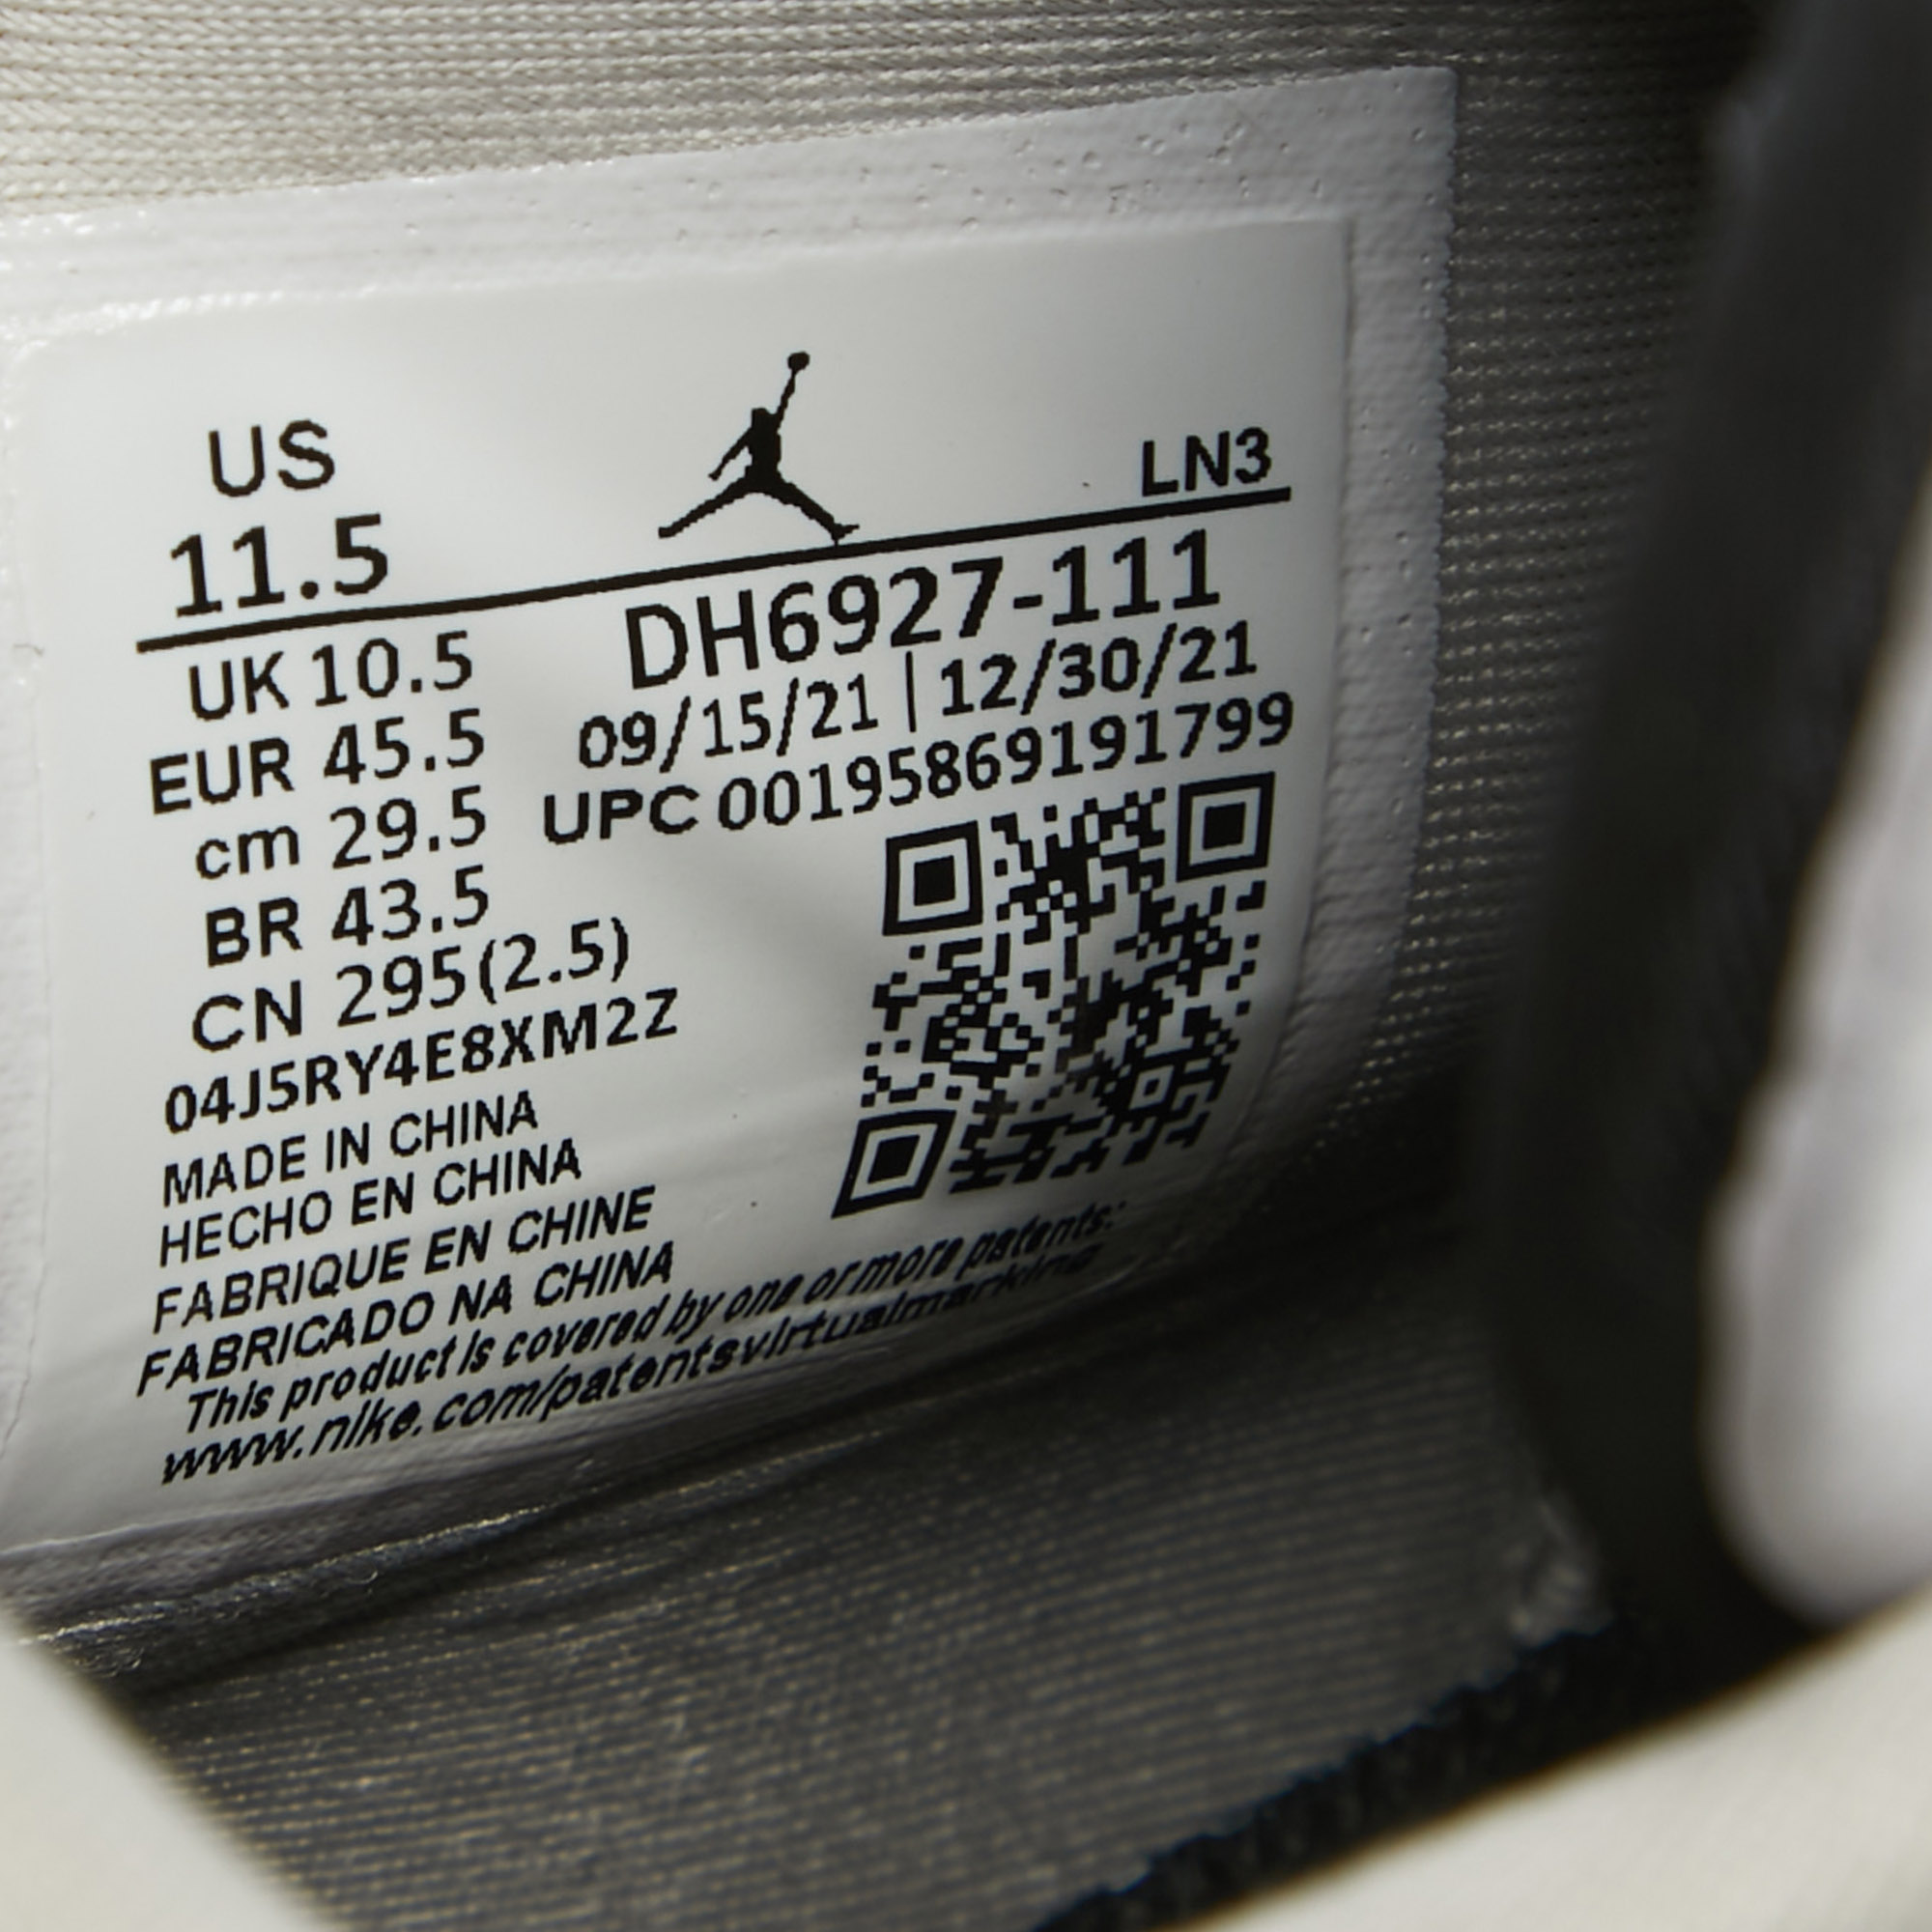 US
11.5
LN3
UK 10.5
EUR 45.5
cm 29.5
BR 43.5
CN 295(2.5)
DH6927-111
09/15/21 | 12/30/21
UPC 00195869191799
04J5RY4E8XM2Z
MADE IN CHINA
HECHO EN CHINA
FABRIQUE EN CHINE
FABRICADO NA CHINA
This product is covered by one or more patents:
www.nike.com/patentsvirtualmarking